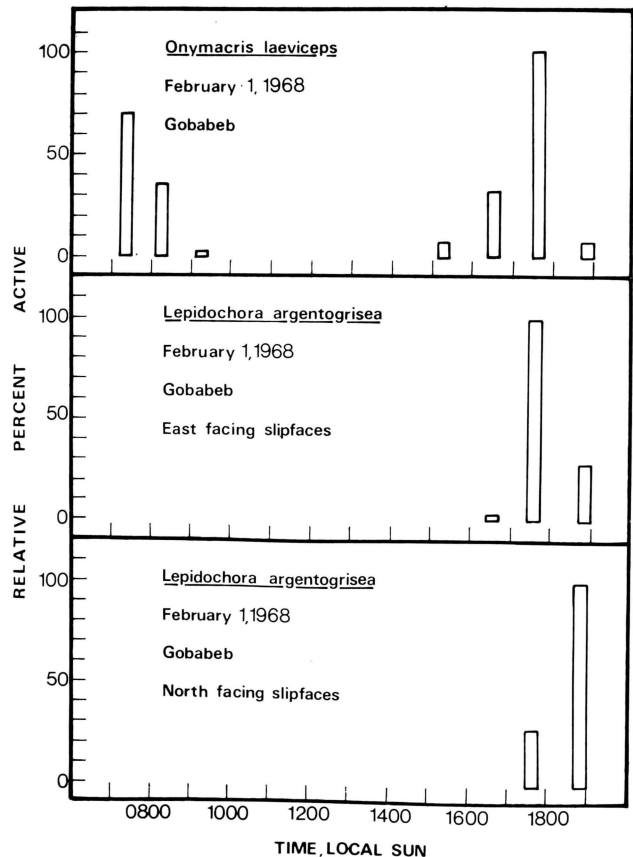 RELATIVE PERCENT ACTIVE
100
50
0
Onymacris laeviceps
February 1, 1968
Gobabeb
100
50
0
Lepidochora argentogrisea
February 1,1968
Gobabeb
East facing slipfaces
100
50
0
Lepidochora argentogrisea
February 1,1968
Gobabeb
North facing slipfaces
0800 1000 1200 1400 1600 1800
TIME, LOCAL SUN